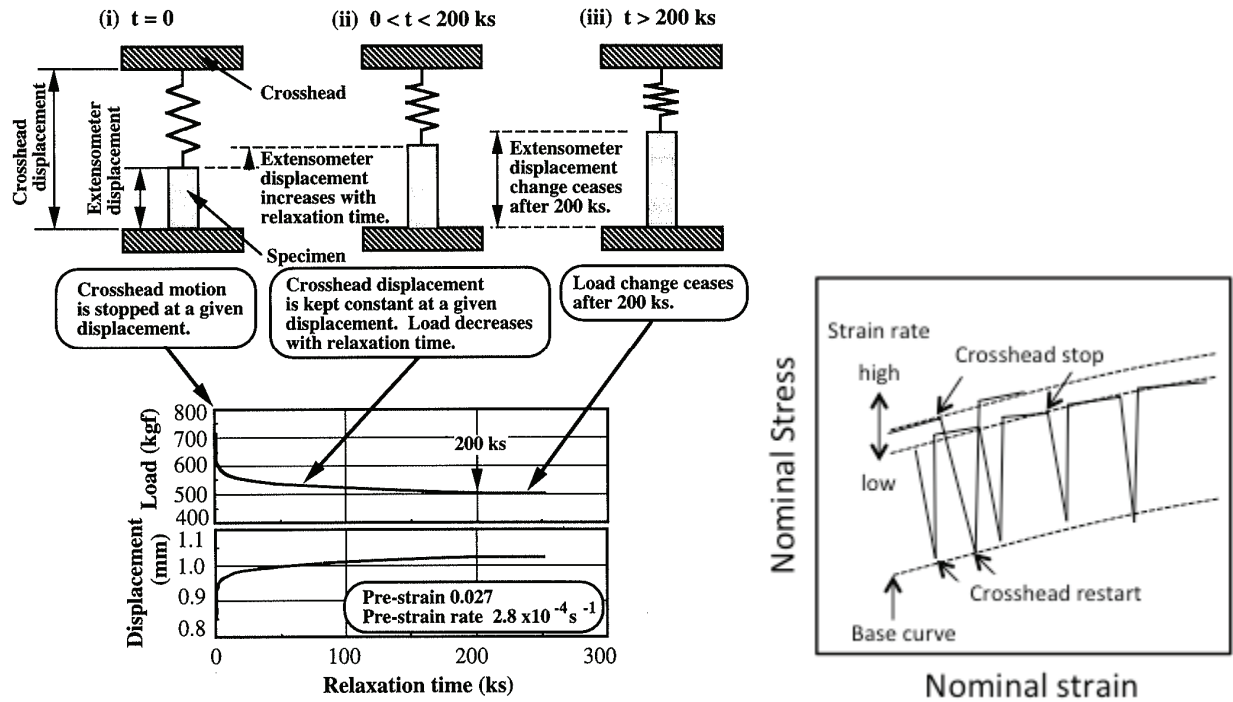 (i) t = 0
(ii) 0 < t < 200 ks
(iii) t > 200 ks
Crosshead
displacement
Extensometer
displacement
Crosshead
Extensometer
displacement
increases with
relaxation time.
Extensometer
displacement
change ceases
after 200 ks.
Specimen
Crosshead motion
is stopped at a given
displacement.
Crosshead displacement
is kept constant at a given
displacement. Load decreases
with relaxation time.
Load change ceases
after 200 ks.
Load (kgf)
800
700
600
500
400
200 ks
Displacement
(mm)
1.1
1.0
0.9
0.8
Pre-strain 0.027
Pre-strain rate 2.8 x10⁻⁴s⁻¹
0
100
200
300
Relaxation time (ks)
Nominal Stress
Strain rate
high
low
Crosshead stop
Crosshead restart
Base curve
Nominal strain